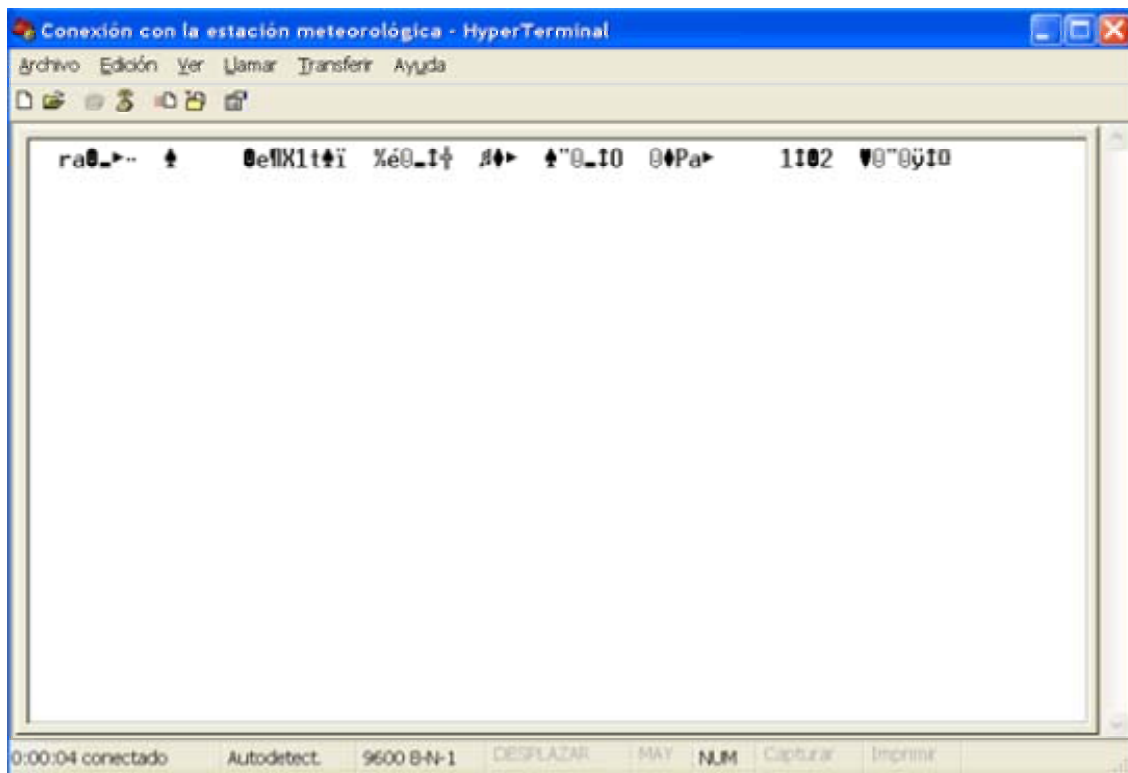 Conexión con la estación meteorológica - HyperTerminal
Archivo Edición Ver Llamar Transferir Ayuda
0:00:04 conectado Autodetect. 9600 8-N-1 DESPLAZAR MAY NUM Capturar Imprimir